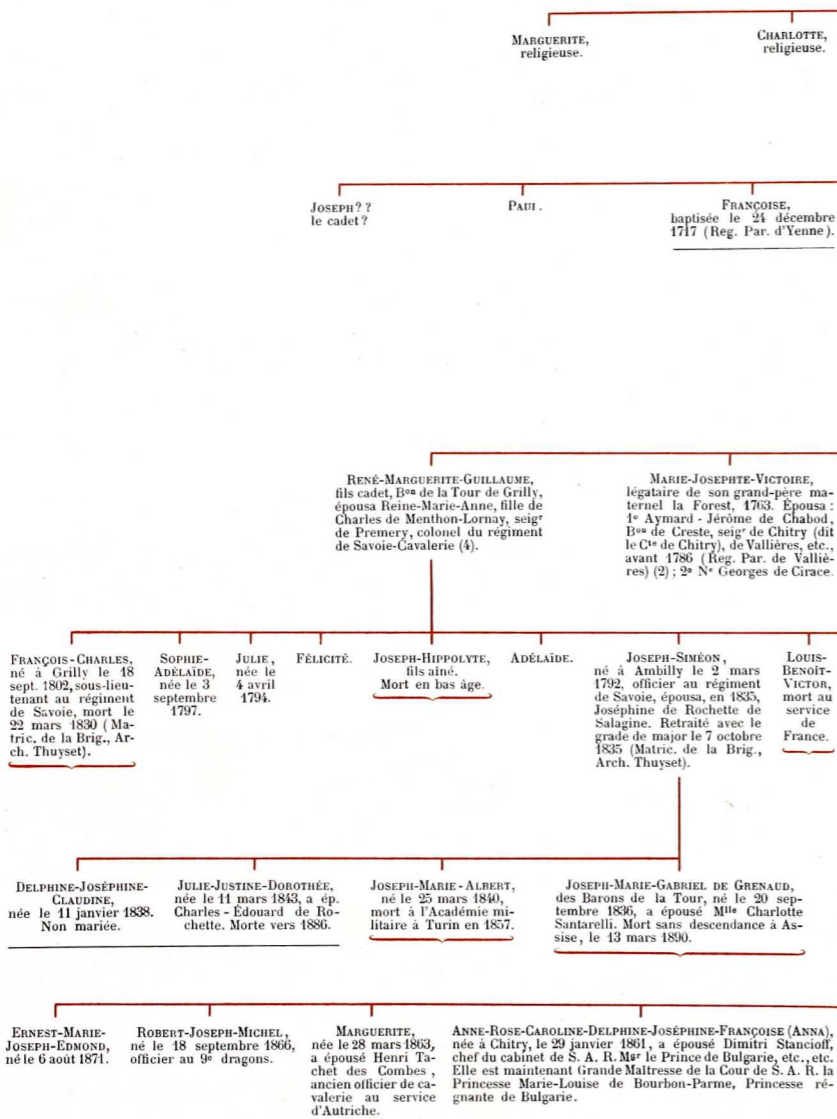 MARGUERITE,
religieuse.
CHARLOTTE,
religieuse.
JOSEPH??
le cadet?
PAUL.
FRANÇOISE,
baptisée le 24 décembre
1717 (Reg. Par. d'Yenne).
RENÉ-MARGUERITE-GUILLAUME,
fils cadet, Bon de la Tour de Grilly,
épousa Reine-Marie-Anne, fille de
Charles de Menthon-Lornay, seigr
de Premery, colonel du régiment
de Savoie-Cavalerie (4).
MARIE-JOSEPHTE-VICTOIRE,
légataire de son grand-père ma-
ternel la Forest, 1763. Épousa :
1º Aymard - Jérôme de Chabod,
Bon de Creste, seigr de Chitry (dit
le Cte de Chitry), de Vallières, etc.,
avant 1786 (Reg. Par. de Valliè-
res) (2) ; 2º Ne Georges de Cirace.
FRANÇOIS-CHARLES,
né à Grilly le 18
sept. 1802, sous-lieu-
tenant au régiment
de Savoie, mort le
22 mars 1830 (Ma-
tric. de la Brig., Ar-
ch. Thuyset).
SOPHIE-
ADÉLAÏDE,
née le 3
septembre
1797.
JULIE,
née le
4 avril
1794.
FÉLICITÉ.
JOSEPH-HIPPOLYTE,
fils aîné.
Mort en bas âge.
ADÉLAÏDE.
JOSEPH-SIMÉON,
né à Ambilly le 2 mars
1792, officier au régiment
de Savoie, épousa, en 1835,
Joséphine de Rochette de
Salagine. Retraité avec le
grade de major le 7 octobre
1835 (Matric. de la Brig.,
Arch. Thuyset).
LOUIS-
BENOÎT-
VICTOR,
mort au
service
de
France.
DELPHINE-JOSÉPHINE-
CLAUDINE,
née le 11 janvier 1838.
Non mariée.
JULIE-JUSTINE-DOROTHÉE,
née le 11 mars 1843, a ép.
Charles - Édouard de Ro-
chette. Morte vers 1886.
JOSEPH-MARIE-ALBERT,
né le 25 mars 1840,
mort à l'Académie mi-
litaire à Turin en 1857.
JOSEPH-MARIE-GABRIEL DE GRENAUD,
des Barons de la Tour, né le 20 sep-
tembre 1836, a épousé Mlle Charlotte
Santarelli. Mort sans descendance à As-
sise, le 13 mars 1890.
ERNEST-MARIE-
JOSEPH-EDMOND,
né le 6 août 1871.
ROBERT-JOSEPH-MICHEL,
né le 18 septembre 1866,
officier au 9e dragons.
MARGUERITE,
née le 28 mars 1863,
a épousé Henri Ta-
chet des Combes,
ancien officier de ca-
valerie au service
d'Autriche.
ANNE-ROSE-CAROLINE-DELPHINE-JOSÉPHINE-FRANÇOISE (ANNA),
née à Chitry, le 29 janvier 1861, a épousé Dimitri Stancioff,
chef du cabinet de S. A. R. Mgr le Prince de Bulgarie, etc., etc.
Elle est maintenant Grande Maîtresse de la Cour de S. A. R. la
Princesse Marie-Louise de Bourbon-Parme, Princesse ré-
gnante de Bulgarie.